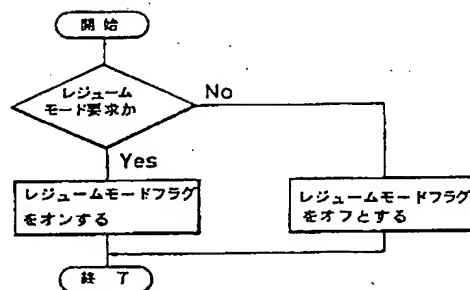 開始
レジューム
モード要求か
No
Yes
レジュームモードフラグ
をオンする
レジュームモードフラグ
をオフとする
終了